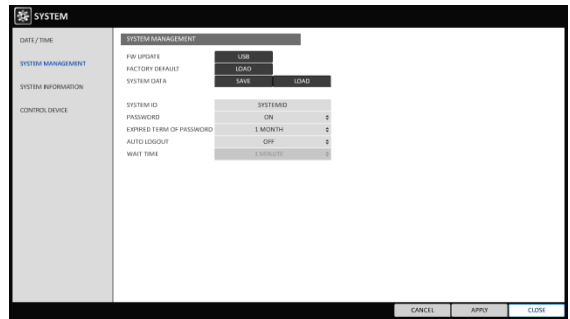 SYSTEM
DATE / TIME
SYSTEM MANAGEMENT
SYSTEM INFORMATION
CONTROL DEVICE
SYSTEM MANAGEMENT
FW UPDATE USB
FACTORY DEFAULT LOAD
SYSTEM DATA SAVE LOAD
SYSTEM ID SYSTEMID
PASSWORD ON
EXPIRED TERM OF PASSWORD 1 MONTH
AUTO LOGOUT OFF
WAIT TIME 1 MINUTE
CANCEL APPLY CLOSE